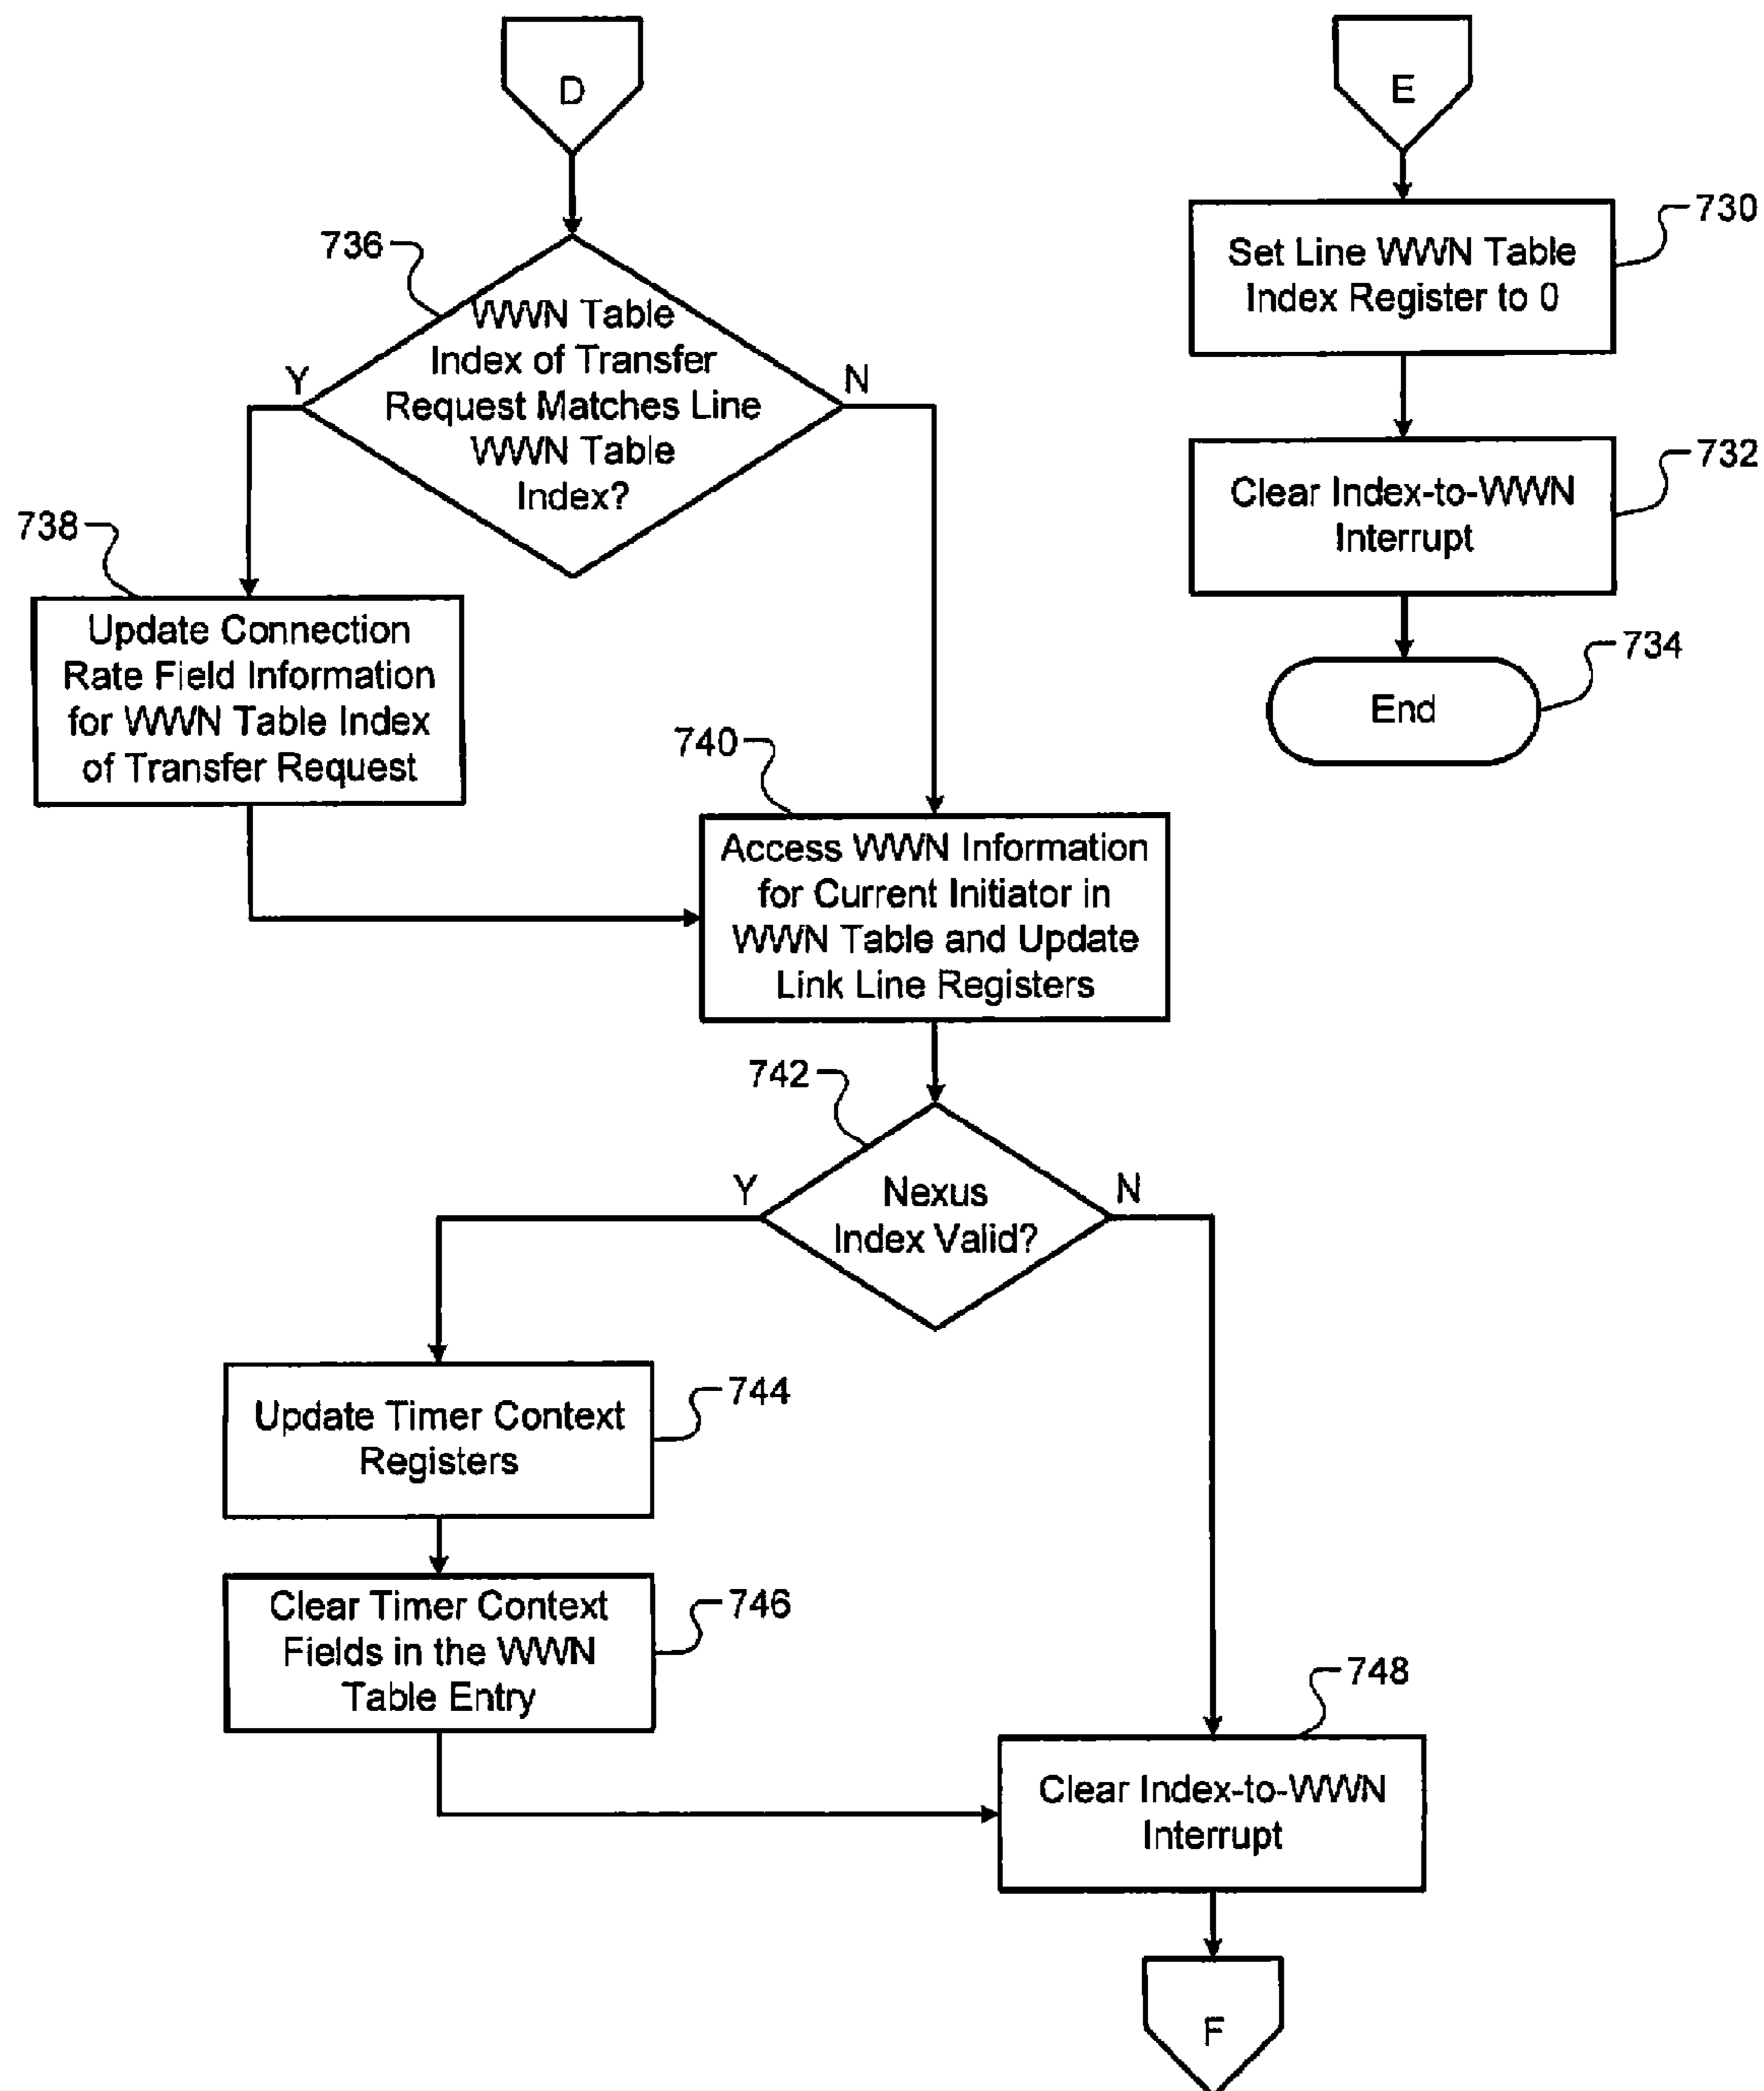 D
736
WWN Table
Index of Transfer
Request Matches Line
WWN Table
Index?
Y
N
738
Update Connection
Rate Field Information
for WWN Table Index
of Transfer Request
740
Access WWN Information
for Current Initiator in
WWN Table and Update
Link Line Registers
742
Nexus
Index Valid?
Y
N
744
Update Timer Context
Registers
746
Clear Timer Context
Fields in the WWN
Table Entry
748
Clear Index-to-WWN
Interrupt
F
E
730
Set Line WWN Table
Index Register to 0
732
Clear Index-to-WWN
Interrupt
734
End